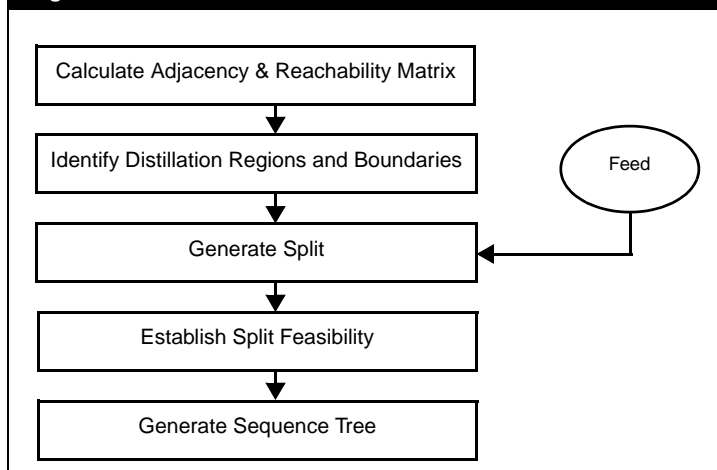 Calculate Adjacency & Reachability Matrix
Identify Distillation Regions and Boundaries
Feed
Generate Split
Establish Split Feasibility
Generate Sequence Tree